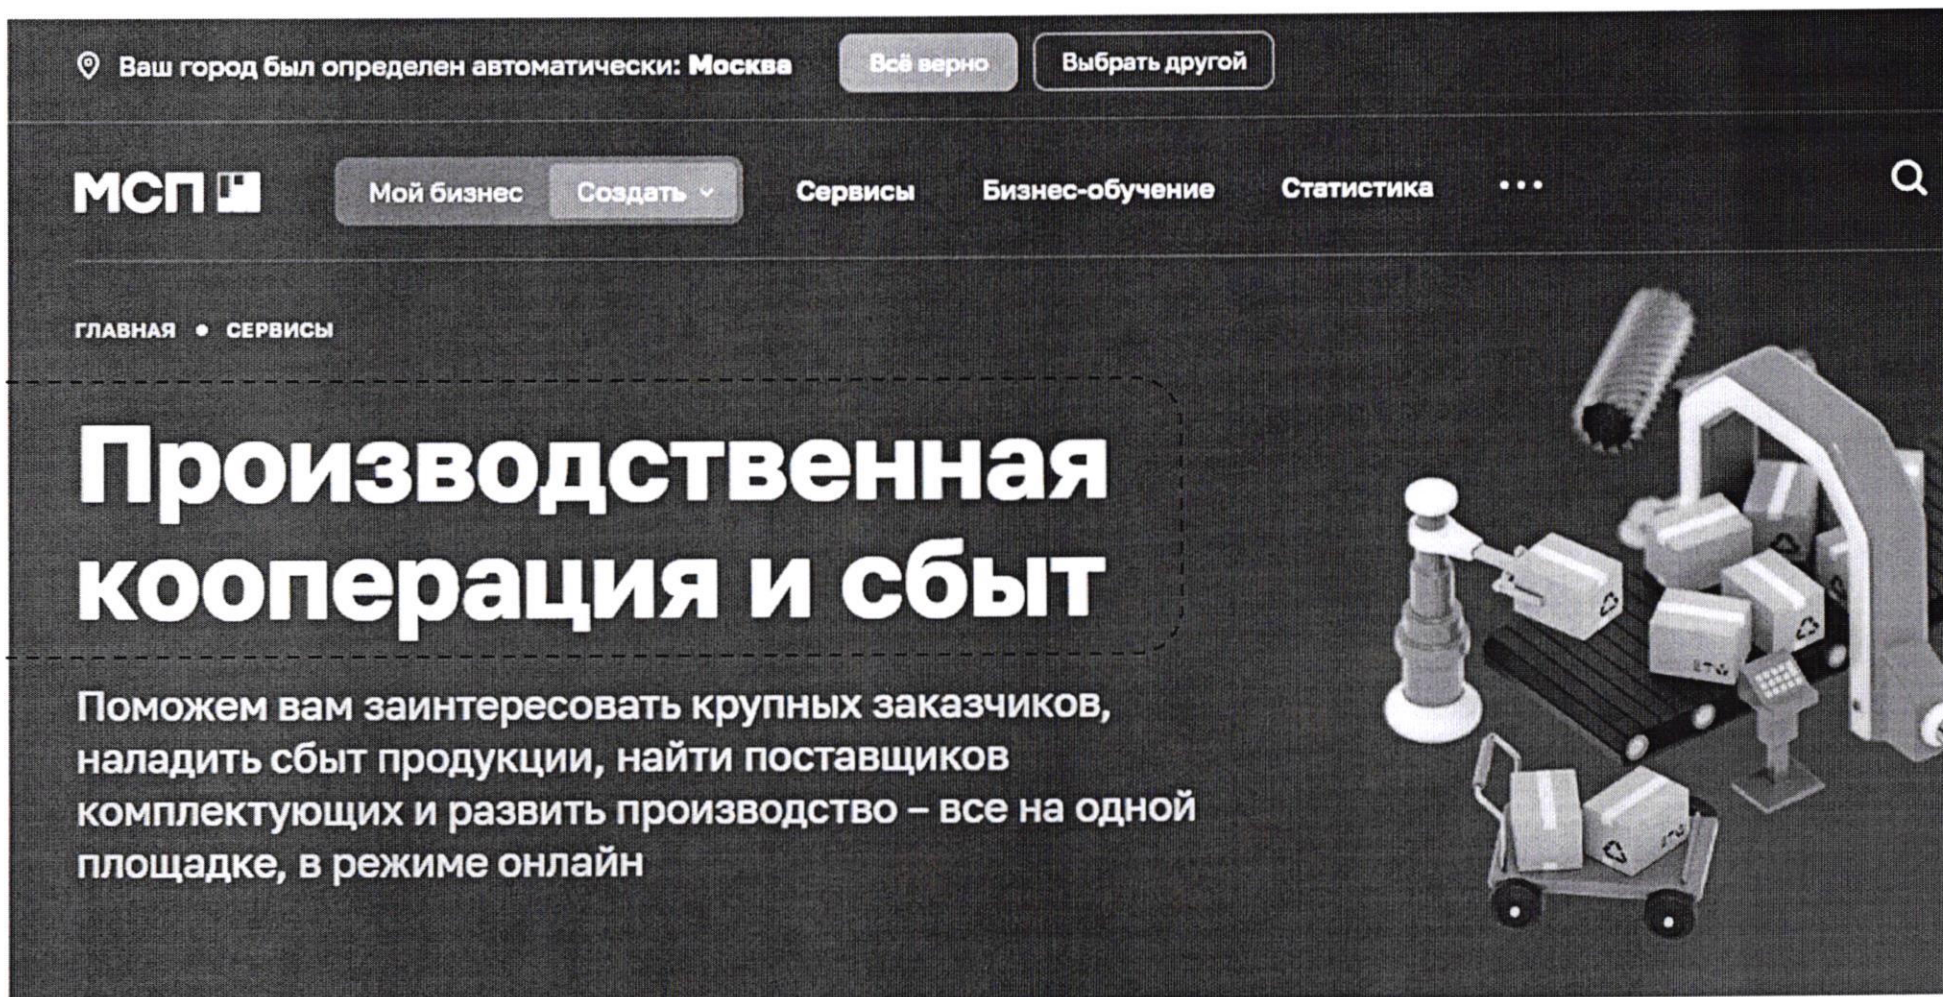 Ваш город был определен автоматически: Москва
Всё верно
Выбрать другой
МСП
Мой бизнес
Создать
Сервисы
Бизнес-обучение
Статистика
ГЛАВНАЯ • СЕРВИСЫ
Производственная
кооперация и сбыт
Поможем вам заинтересовать крупных заказчиков,
наладить сбыт продукции, найти поставщиков
комплектующих и развить производство – все на одной
площадке, в режиме онлайн